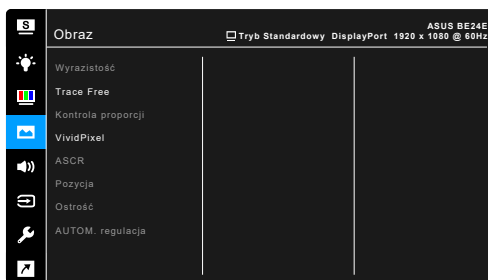 S
Obraz
ASUS BE24E
Tryb Standardowy DisplayPort 1920 x 1080 @ 60Hz
Wyrazistość
Trace Free
Kontrola proporcji
VividPixel
ASCR
Pozycja
Ostrość
AUTOM. regulacja